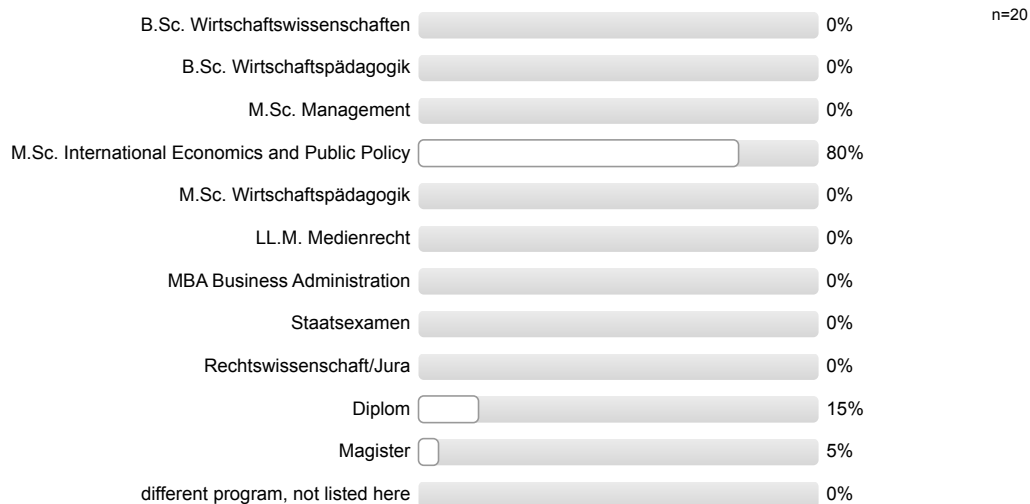 B.Sc. Wirtschaftswissenschaften 0% n=20
B.Sc. Wirtschaftspädagogik 0%
M.Sc. Management 0%
M.Sc. International Economics and Public Policy 80%
M.Sc. Wirtschaftspädagogik 0%
LL.M. Medienrecht 0%
MBA Business Administration 0%
Staatsexamen 0%
Rechtswissenschaft/Jura 0%
Diplom 15%
Magister 5%
different program, not listed here 0%